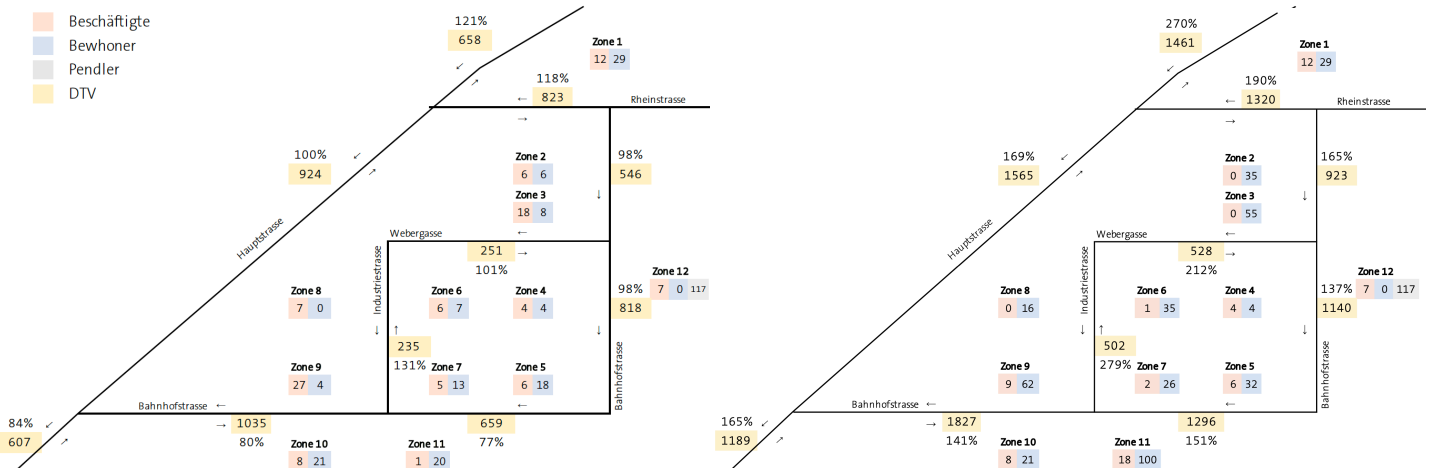 Beschäftigte
Bewhoner
Pendler
DTV
121%
658
Zone 1
12 29
118%
823
Rheinstrasse
100%
924
Zone 2
6 6
98%
546
Zone 3
18 8
Hauptstrasse
Webergasse
251
101%
Industriestrasse
Zone 12
7 0 117
98%
818
Zone 8
7 0
Zone 6
6 7
Zone 4
4 4
235
131%
Zone 9
27 4
Zone 7
5 13
Zone 5
6 18
Bahnhofstrasse
Bahnhofstrasse
84%
607
1035
80%
659
77%
Zone 10
8 21
Zone 11
1 20
270%
1461
Zone 1
12 29
190%
1320
Rheinstrasse
169%
1565
Zone 2
0 35
165%
923
Zone 3
0 55
Hauptstrasse
Webergasse
528
212%
Industriestrasse
Zone 12
7 0 117
137%
1140
Zone 8
0 16
Zone 6
1 35
Zone 4
4 4
502
279%
Zone 9
9 62
Zone 7
2 26
Zone 5
6 32
Bahnhofstrasse
Bahnhofstrasse
165%
1189
1827
141%
1296
151%
Zone 10
8 21
Zone 11
18 100